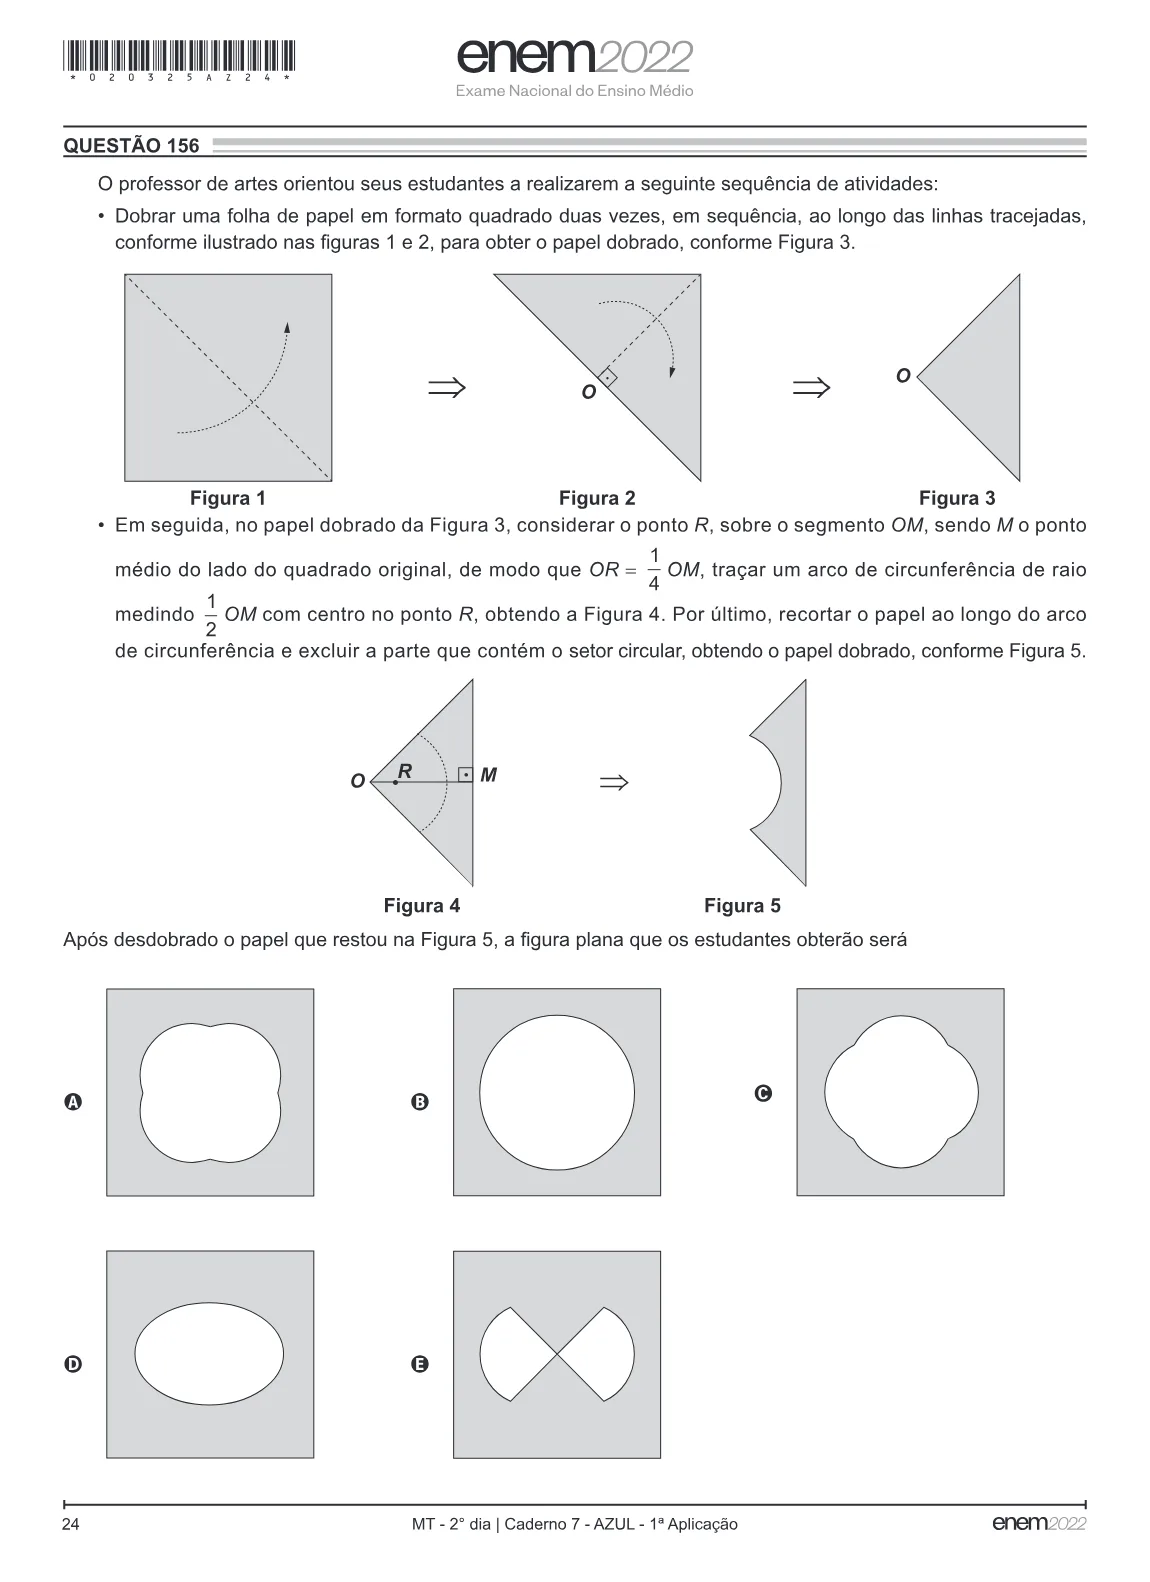 *020325AZ24*
enem2022
Exame Nacional do Ensino Médio
QUESTÃO 156
O professor de artes orientou seus estudantes a realizarem a seguinte sequência de atividades:
• Dobrar uma folha de papel em formato quadrado duas vezes, em sequência, ao longo das linhas tracejadas,
conforme ilustrado nas figuras 1 e 2, para obter o papel dobrado, conforme Figura 3.
⇒ O ⇒ O
Figura 1 Figura 2 Figura 3
• Em seguida, no papel dobrado da Figura 3, considerar o ponto R, sobre o segmento OM, sendo M o ponto
médio do lado do quadrado original, de modo que OR = 1/4 OM, traçar um arco de circunferência de raio
medindo 1/2 OM com centro no ponto R, obtendo a Figura 4. Por último, recortar o papel ao longo do arco
de circunferência e excluir a parte que contém o setor circular, obtendo o papel dobrado, conforme Figura 5.
O R M ⇒
Figura 4 Figura 5
Após desdobrado o papel que restou na Figura 5, a figura plana que os estudantes obterão será
A B C
D E
24 MT - 2° dia | Caderno 7 - AZUL - 1ª Aplicação enem2022